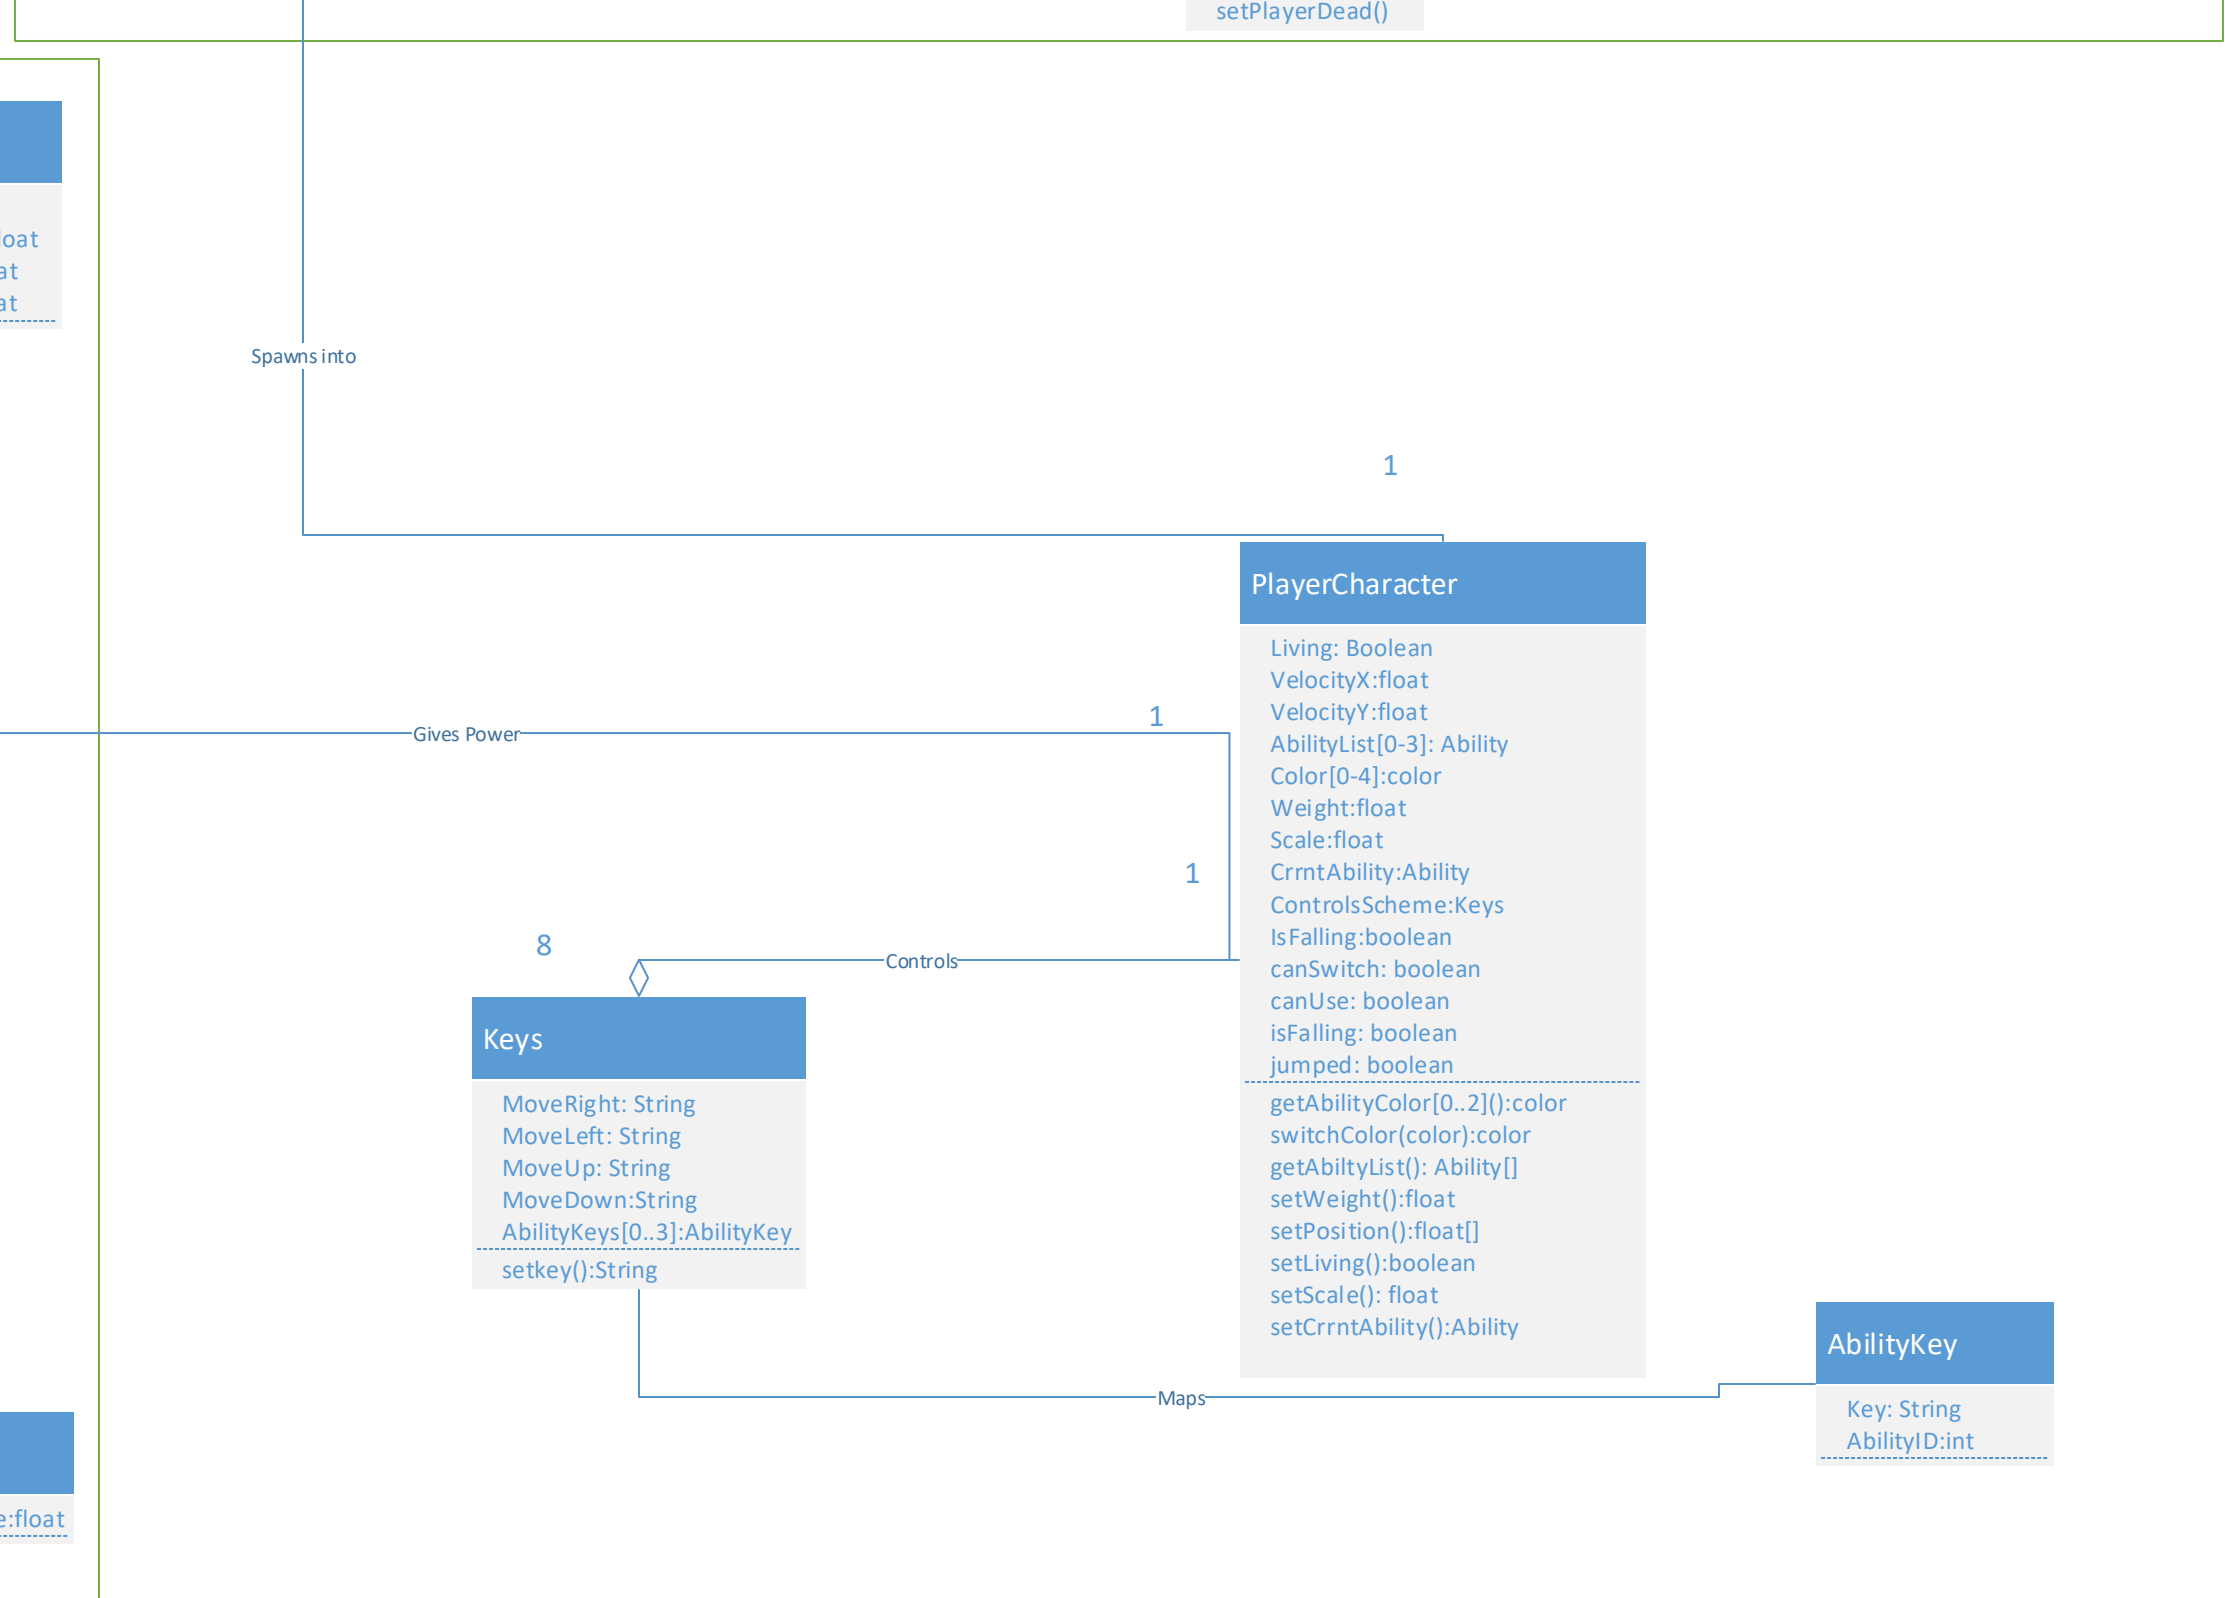 setPlayerDead()
Spawns into
1
PlayerCharacter
Living: Boolean
VelocityX:float
VelocityY:float
AbilityList[0-3]: Ability
Color[0-4]:color
Weight:float
Scale:float
CrrntAbility:Ability
ControlsScheme:Keys
IsFalling:boolean
canSwitch: boolean
canUse: boolean
isFalling: boolean
jumped: boolean
getAbilityColor[0..2]():color
switchColor(color):color
getAbiltyList(): Ability[]
setWeight():float
setPosition():float[]
setLiving():boolean
setScale(): float
setCrrntAbility():Ability
Gives Power
1
1
8
Controls
Keys
MoveRight: String
MoveLeft: String
MoveUp: String
MoveDown:String
AbilityKeys[0..3]:AbilityKey
setkey():String
Maps
AbilityKey
Key: String
AbilityID:int
e:float